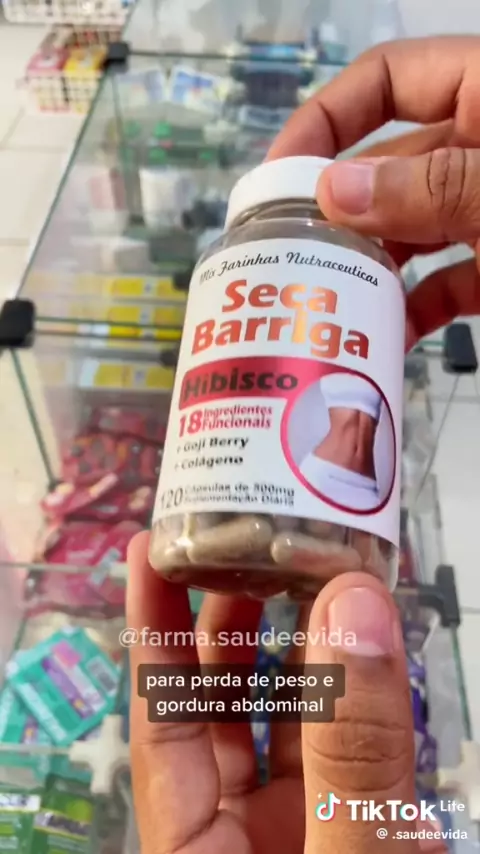 Mix Farinhas Nutraceuticas
Seca
Barriga
Hibisco
18 Ingredientes
Funcionais
+ Goji Berry
+ Colágeno
120 Cápsulas de 500mg
Suplementação Diária
@farma.saudeevida
para perda de peso e
gordura abdominal
TikTok Lite
@ .saudeevida